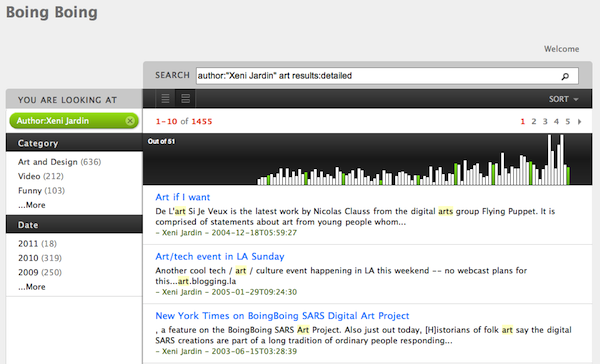 Boing Boing
Welcome
SEARCH author:"Xeni Jardin" art results:detailed
YOU ARE LOOKING AT
SORT
Author:Xeni Jardin
1-10 of 1455
1 2 3 4 5
Category
Out of 51
Art and Design (636)
Video (212)
Funny (103)
...More
Date
2011 (18)
2010 (319)
2009 (250)
...More
Art if I want
De L'art Si Je Veux is the latest work by Nicolas Clauss from the digital arts group Flying Puppet. It is
comprised of statements about art from young people whom...
- Xeni Jardin - 2004-12-18T05:59:27
Art/tech event in LA Sunday
Another cool tech / art / culture event happening in LA this weekend -- no webcast plans for
this...art.blogging.la
- Xeni Jardin - 2005-01-29T09:24:30
New York Times on BoingBoing SARS Digital Art Project
, a feature on the BoingBoing SARS Art Project. Also just out today, [H]istorians of folk art say the digital
SARS creations are part of a long tradition of ordinary people responding...
- Xeni Jardin - 2003-06-15T03:28:39